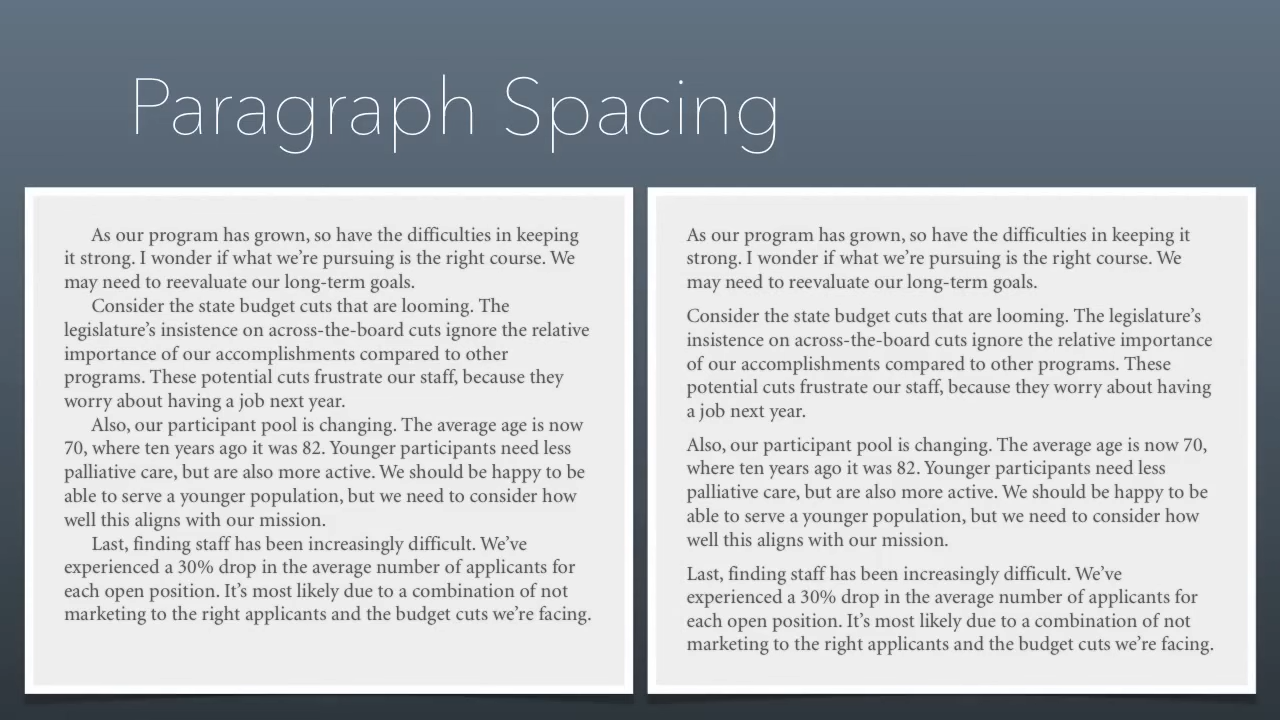 Paragraph Spacing
As our program has grown, so have the difficulties in keeping
it strong. I wonder if what we’re pursuing is the right course. We
may need to reevaluate our long-term goals.
Consider the state budget cuts that are looming. The
legislature’s insistence on across-the-board cuts ignore the relative
importance of our accomplishments compared to other
programs. These potential cuts frustrate our staff, because they
worry about having a job next year.
Also, our participant pool is changing. The average age is now
70, where ten years ago it was 82. Younger participants need less
palliative care, but are also more active. We should be happy to be
able to serve a younger population, but we need to consider how
well this aligns with our mission.
Last, finding staff has been increasingly difficult. We’ve
experienced a 30% drop in the average number of applicants for
each open position. It’s most likely due to a combination of not
marketing to the right applicants and the budget cuts we’re facing.
As our program has grown, so have the difficulties in keeping it
strong. I wonder if what we’re pursuing is the right course. We
may need to reevaluate our long-term goals.
Consider the state budget cuts that are looming. The legislature’s
insistence on across-the-board cuts ignore the relative importance
of our accomplishments compared to other programs. These
potential cuts frustrate our staff, because they worry about having
a job next year.
Also, our participant pool is changing. The average age is now 70,
where ten years ago it was 82. Younger participants need less
palliative care, but are also more active. We should be happy to be
able to serve a younger population, but we need to consider how
well this aligns with our mission.
Last, finding staff has been increasingly difficult. We’ve
experienced a 30% drop in the average number of applicants for
each open position. It’s most likely due to a combination of not
marketing to the right applicants and the budget cuts we’re facing.